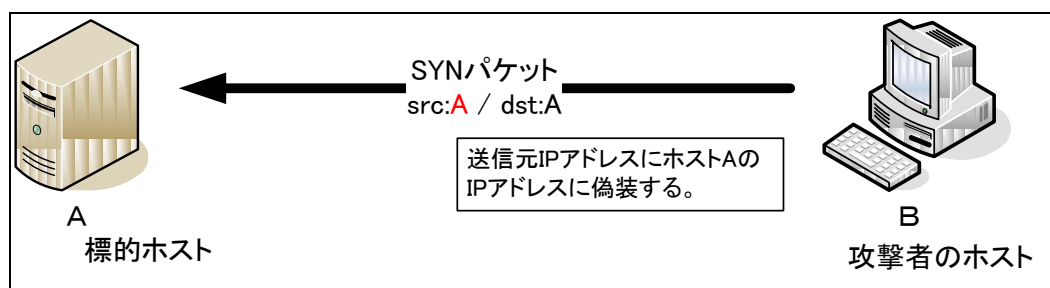 SYNパケット
src:A / dst:A
送信元IPアドレスにホストAの
IPアドレスに偽装する。
A
標的ホスト
B
攻撃者のホスト